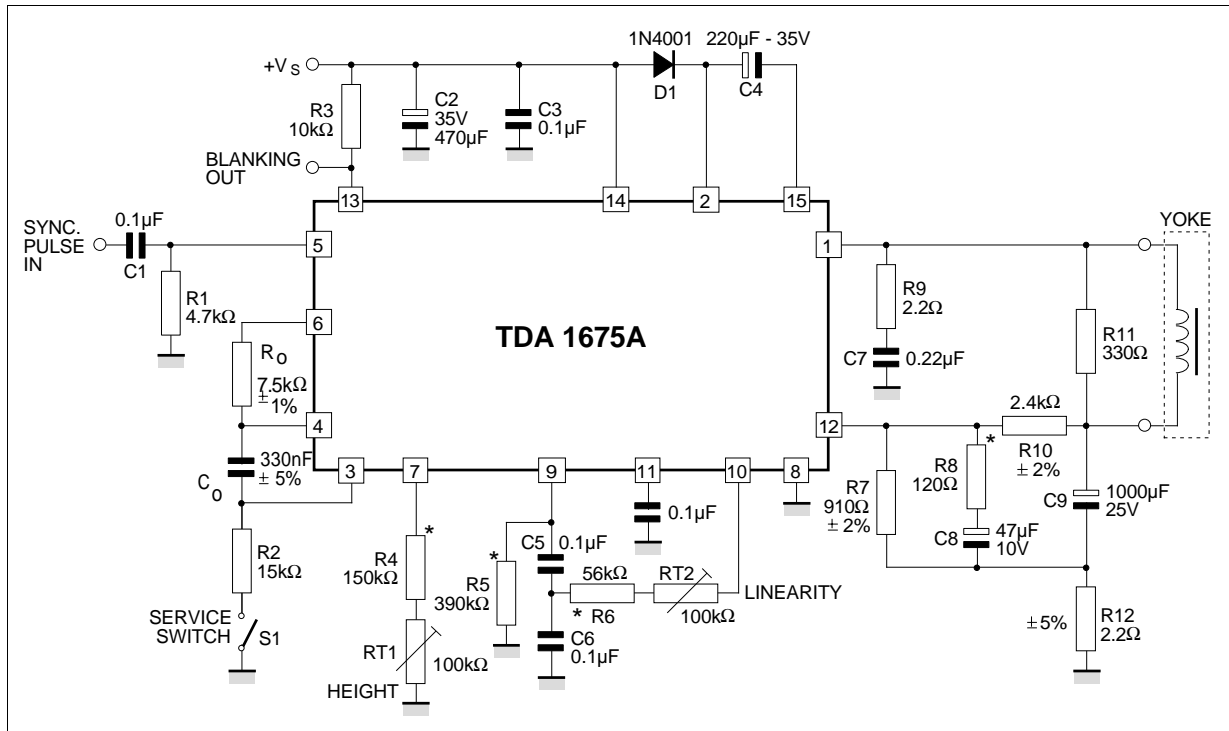 1N4001
220µF - 35V
+V S
D1
C4
R3
10kΩ
C2
35V
470µF
C3
0.1µF
BLANKING
OUT
13
14
2
15
YOKE
SYNC.
PULSE
IN
0.1µF
C1
5
1
R1
4.7kΩ
R9
2.2Ω
R11
330Ω
6
TDA 1675A
C7
0.22µF
R o
7.5kΩ
± 1%
4
12
2.4kΩ
R10
± 2%
*
R8
120Ω
330nF
± 5%
C o
3
7
9
11
10
8
R7
910Ω
± 2%
C9
1000µF
25V
0.1µF
C8
47µF
10V
R2
15kΩ
*
R4
150kΩ
*
R5
390kΩ
C5
0.1µF
56kΩ
* R6
RT2
100kΩ
LINEARITY
SERVICE
SWITCH
S1
RT1
100kΩ
HEIGHT
C6
0.1µF
±5%
R12
2.2Ω